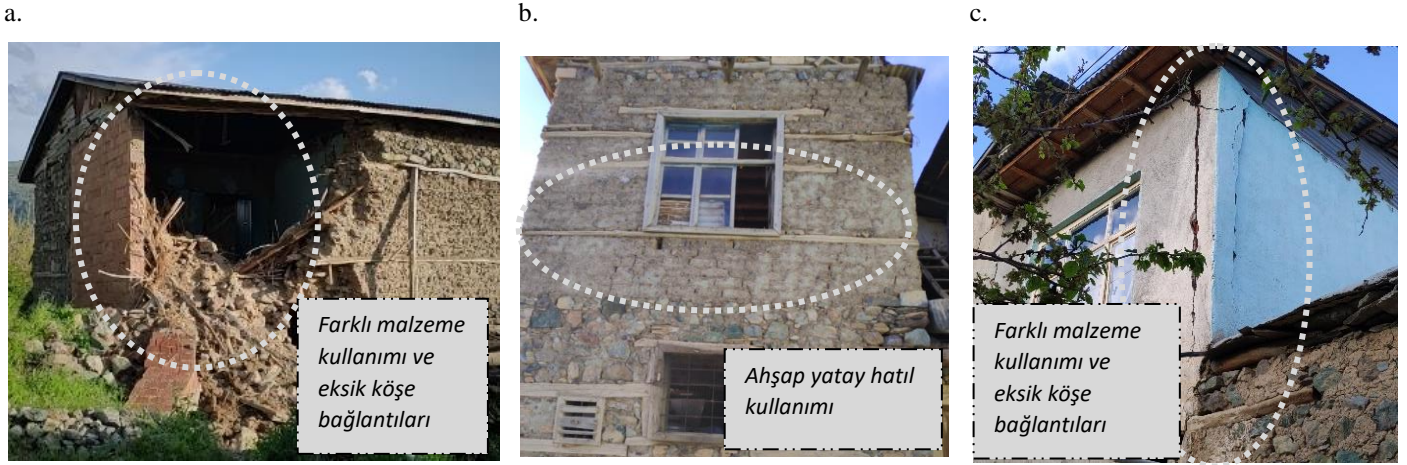 a.
b.
c.
Farklı malzeme
kullanımı ve
eksik köşe
bağlantıları
Ahşap yatay hatıl
kullanımı
Farklı malzeme
kullanımı ve
eksik köşe
bağlantıları